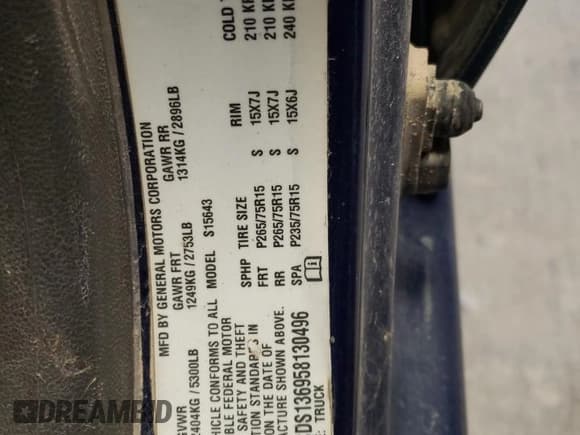 MFD BY GENERAL MOTORS CORPORATION
GVWR GAWR FRT GAWR RR
2404KG / 5300LB 1249KG / 2753LB 1314KG / 2896LB
MODEL S15643
SPHP TIRE SIZE RIM COLD
FRT P265/75R15 S 15X7J 210
RR P265/75R15 S 15X7J 210
SPA P235/75R15 S 15X6J 240
HICLE CONFORMS TO ALL
BLE FEDERAL MOTOR
SAFETY AND THEFT
TION STANDARDS IN
ON THE DATE OF
ACTURE SHOWN ABOVE.
DS136958130496
: TRUCK
DREAMBID